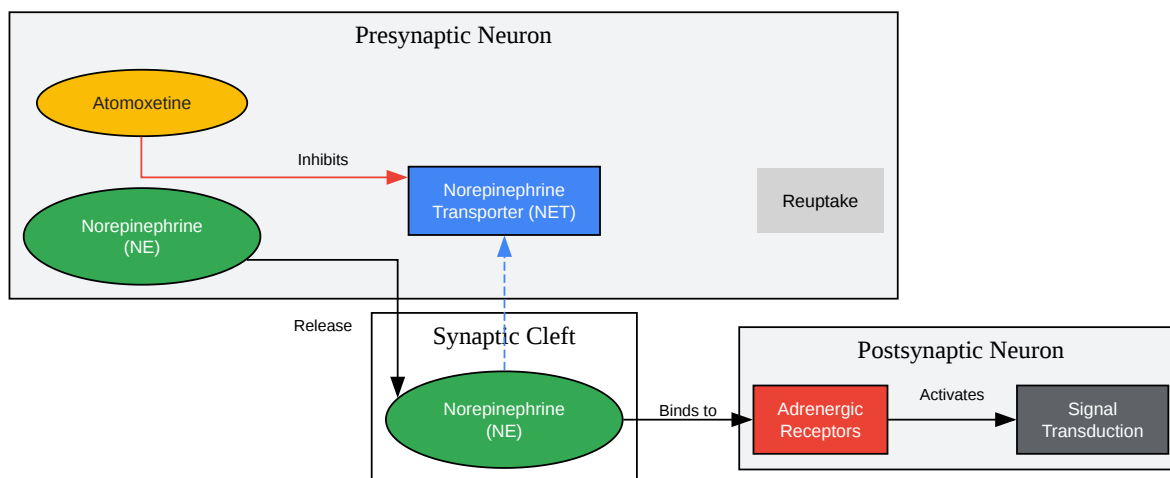 Presynaptic Neuron
Atomoxetine
Inhibits
Norepinephrine
Transporter (NET)
Reuptake
Norepinephrine
(NE)
Release
Synaptic Cleft
Norepinephrine
(NE)
Binds to
Postsynaptic Neuron
Adrenergic
Receptors
Activates
Signal
Transduction